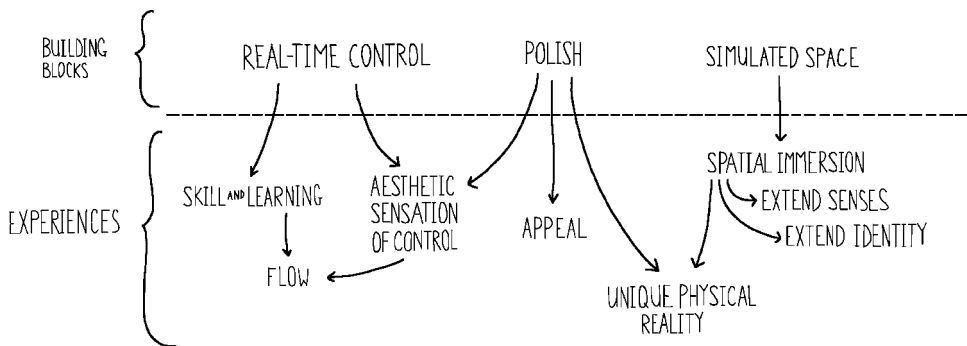 BUILDING
BLOCKS
REAL-TIME CONTROL
POLISH
SIMULATED SPACE
EXPERIENCES
SKILL AND LEARNING
FLOW
AESTHETIC
SENSATION
OF CONTROL
APPEAL
SPATIAL IMMERSION
EXTEND SENSES
EXTEND IDENTITY
UNIQUE PHYSICAL
REALITY